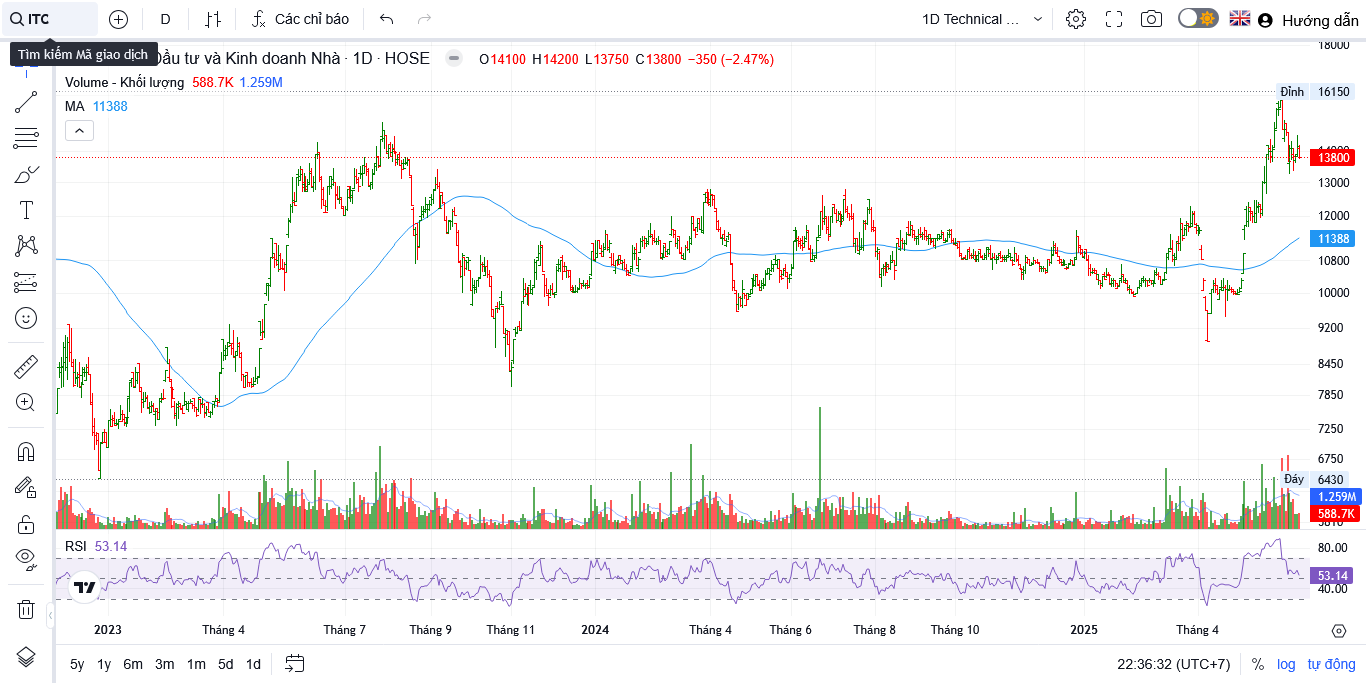 ITC
D
Các chỉ báo
1D Technical ...
Hướng dẫn
Tìm kiếm Mã giao dịch
Đầu tư và Kinh doanh Nhà · 1D · HOSE
O14100 H14200 L13750 C13800 −350 (−2.47%)
Volume - Khối lượng 588.7K 1.259M
MA 11388
18000
Đỉnh 16150
14000
13800
13000
12000
11388
10800
10000
9200
8450
7850
7250
6750
Đáy 6430
1.259M
588.7K
RSI 53.14
80.00
53.14
40.00
2023 Tháng 4 Tháng 7 Tháng 9 Tháng 11 2024 Tháng 4 Tháng 6 Tháng 8 Tháng 10 2025 Tháng 4
5y 1y 6m 3m 1m 5d 1d
22:36:32 (UTC+7) % log tự động